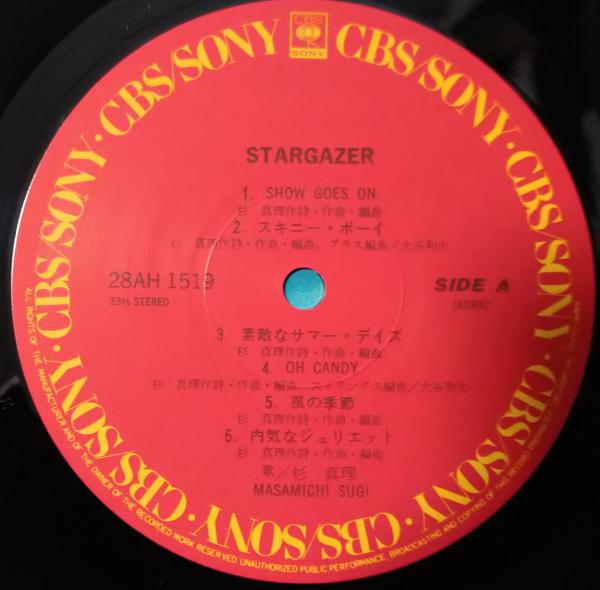 CBS/SONY · CBS/SONY · CBS/SONY · CBS/SONY · CBS/SONY · CBS/SONY · CBS/SONY · CBS/SONY
CBS
SONY
STARGAZER
1. SHOW GOES ON
杉 真理作詩・作曲・編曲
2. スキニー・ボーイ
杉 真理作詩・作曲・編曲, ブラス編曲/大谷和夫
28AH 1519
SIDE A
33⅓ STEREO
JASRAC
3. 素敵なサマー・デイズ
杉 真理作詩・作曲・編曲
4. OH CANDY
杉 真理作詩・作曲・編曲, ストリングス編曲/大谷和夫
5. 風の季節
杉 真理作詩・作曲・編曲
6. 内気なジュリエット
杉 真理作詩・作曲・編曲
歌/杉 真理
MASAMICHI SUGI
ALL RIGHTS OF THE MANUFACTURER AND OF THE OWNER OF THE RECORDED WORK RESERVED. UNAUTHORIZED PUBLIC PERFORMANCE, BROADCASTING AND COPYING OF THIS RECORD PROHIBITED.